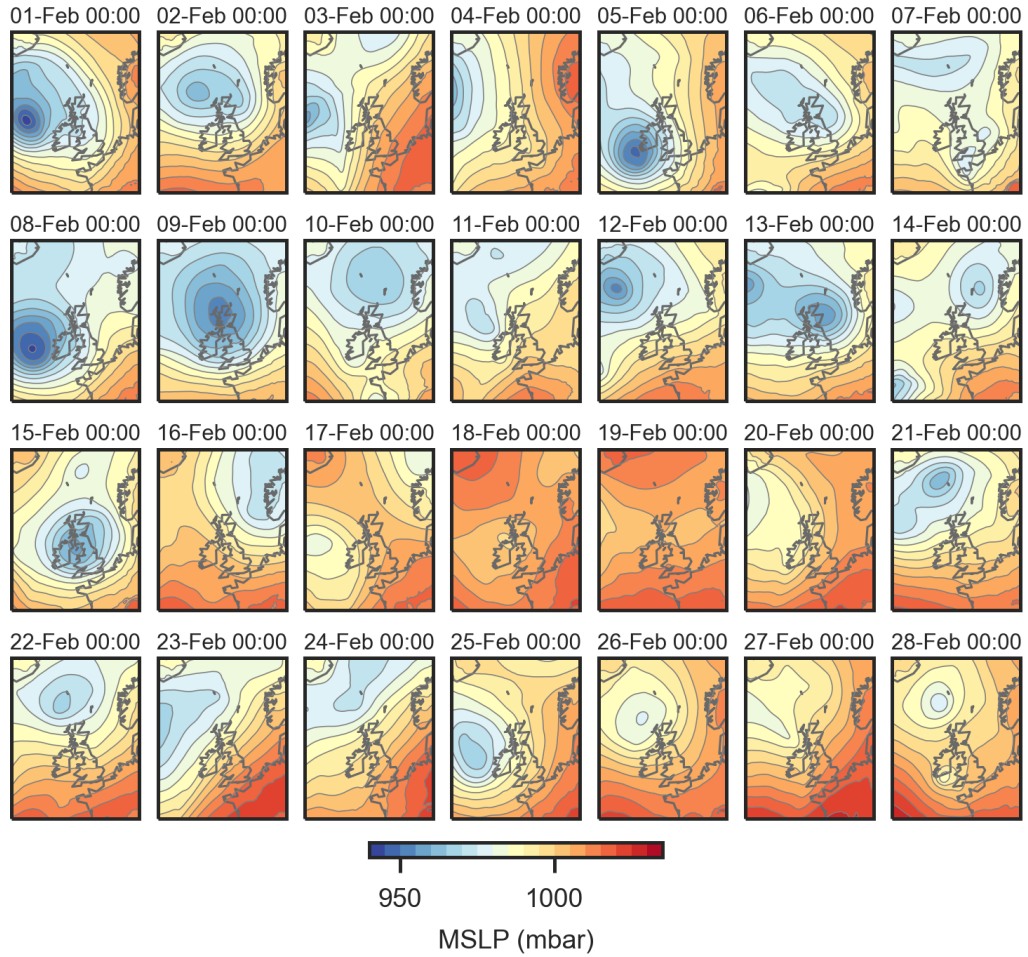 01-Feb 00:00 02-Feb 00:00 03-Feb 00:00 04-Feb 00:00 05-Feb 00:00 06-Feb 00:00 07-Feb 00:00
08-Feb 00:00 09-Feb 00:00 10-Feb 00:00 11-Feb 00:00 12-Feb 00:00 13-Feb 00:00 14-Feb 00:00
15-Feb 00:00 16-Feb 00:00 17-Feb 00:00 18-Feb 00:00 19-Feb 00:00 20-Feb 00:00 21-Feb 00:00
22-Feb 00:00 23-Feb 00:00 24-Feb 00:00 25-Feb 00:00 26-Feb 00:00 27-Feb 00:00 28-Feb 00:00
950 1000
MSLP (mbar)